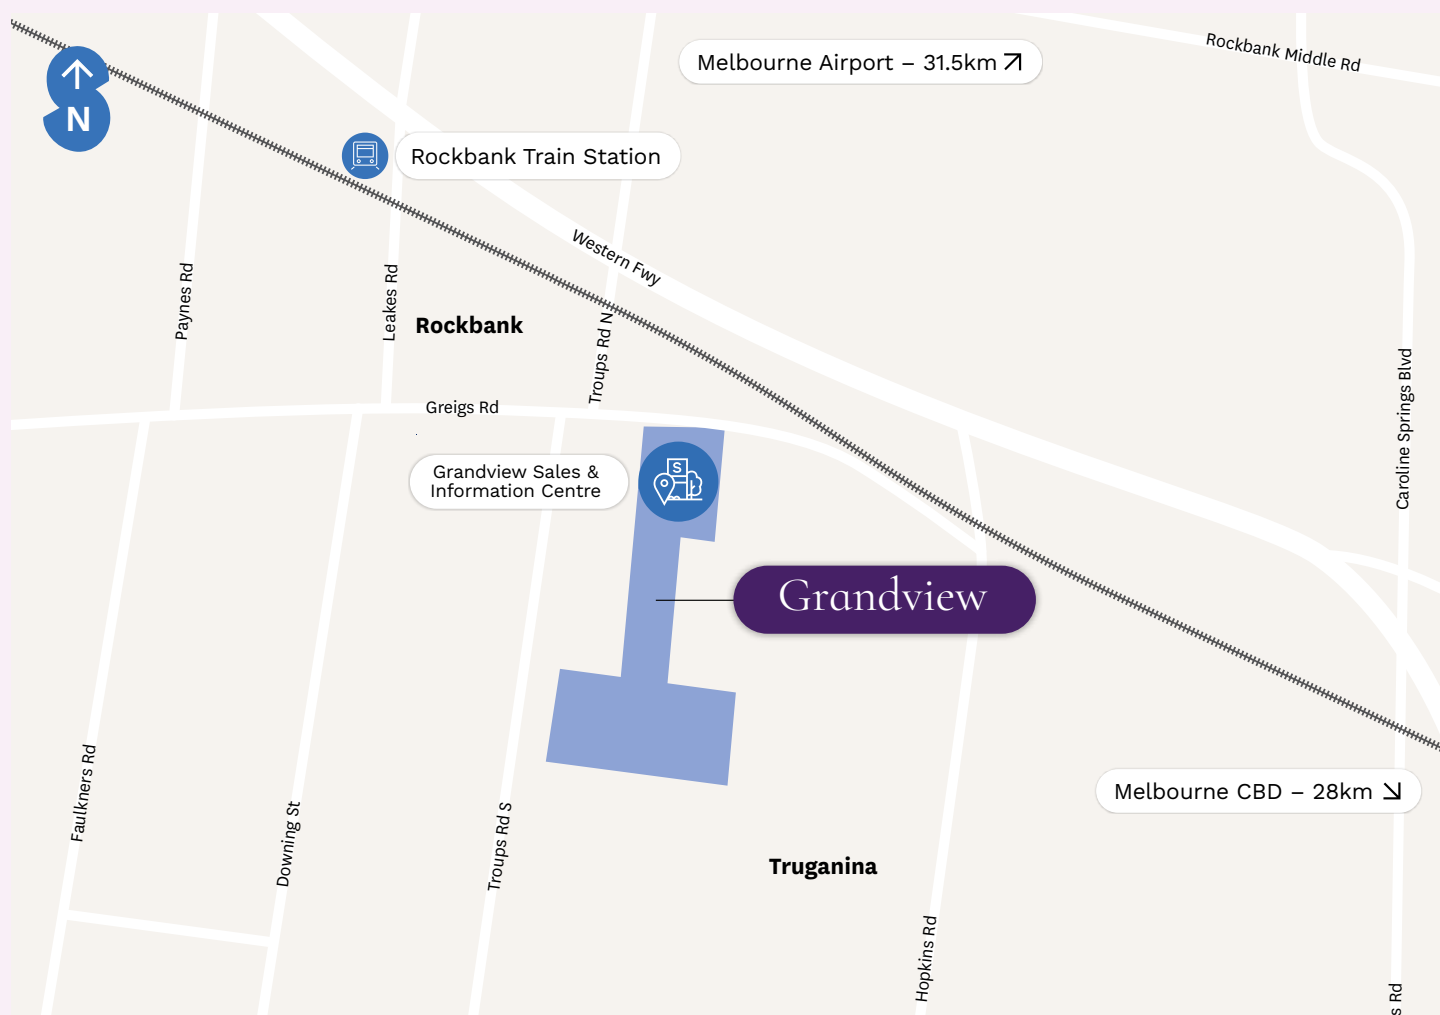 Rockbank Middle Rd
Melbourne Airport – 31.5km
N
Rockbank Train Station
Western Fwy
Paynes Rd
Leakes Rd
Rockbank
Troups Rd N
Greigs Rd
Caroline Springs Blvd
Grandview Sales &
Information Centre
S
Grandview
Melbourne CBD – 28km
Faulkners Rd
Downing St
Troups Rd S
Truganina
Hopkins Rd
s Rd